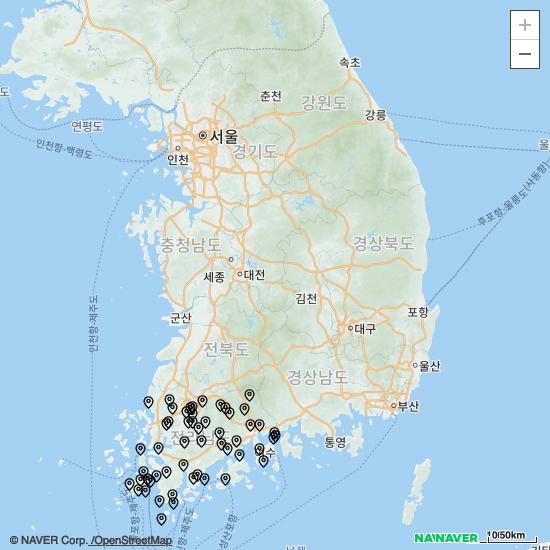 +
−
속초
춘천
강원도
강릉
도
연평도
서울
울
인천
경기도
인천항-백령도
후포항-울릉도(사동항)
충청남도
경상북도
세종
대전
김천
인천항-제주도
군산
포항
대구
전북도
울산
경상남도
부산
통영
수
© NAVER Corp. /OpenStreetMap
NAVER
10/50km